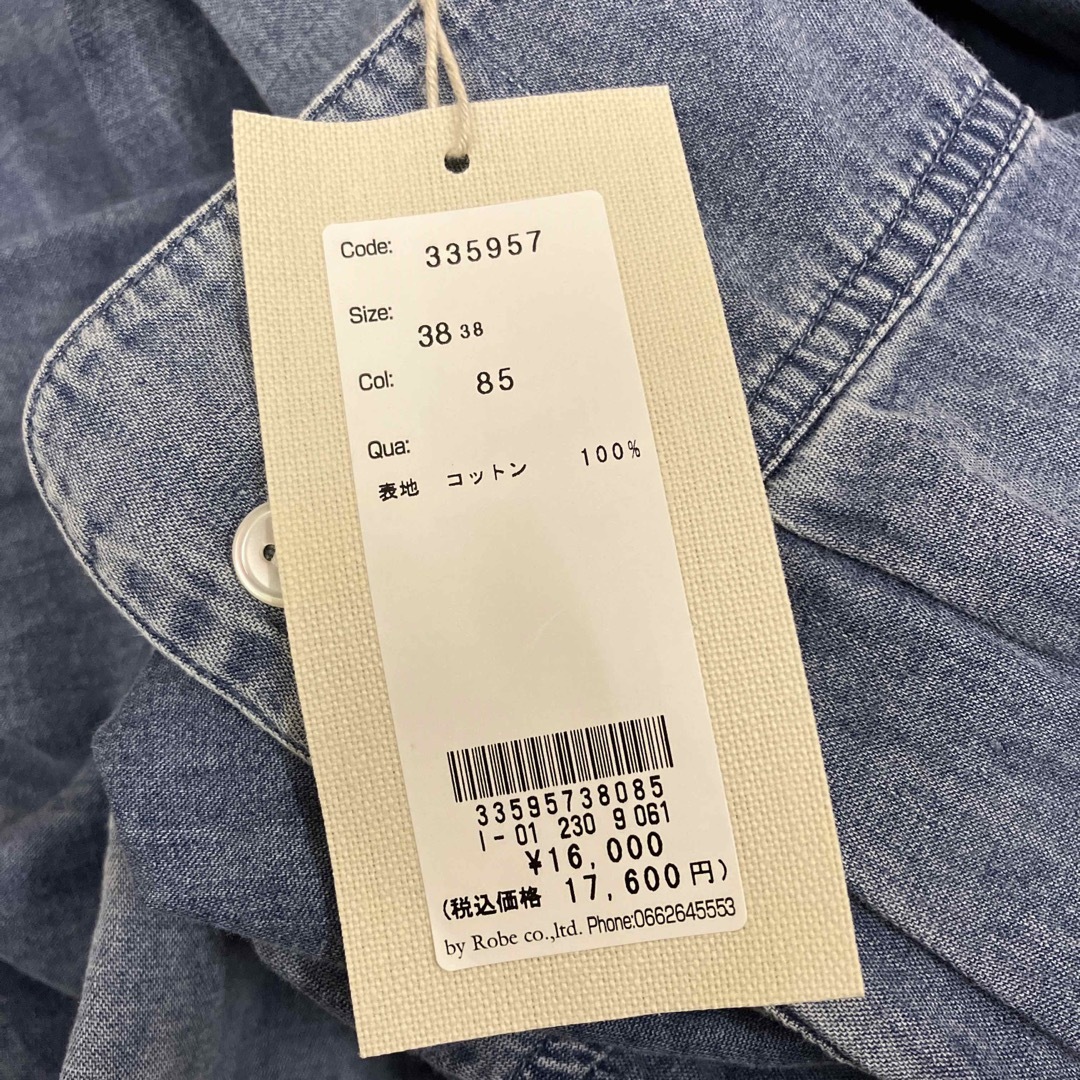 Code: 335957
Size: 38 38
Col: 85
Qua:
表地 コットン 100%
33595738085
I-01 230 9 061
¥16,000
(税込価格 17,600円)
by Robe co.,ltd. Phone:0662645553